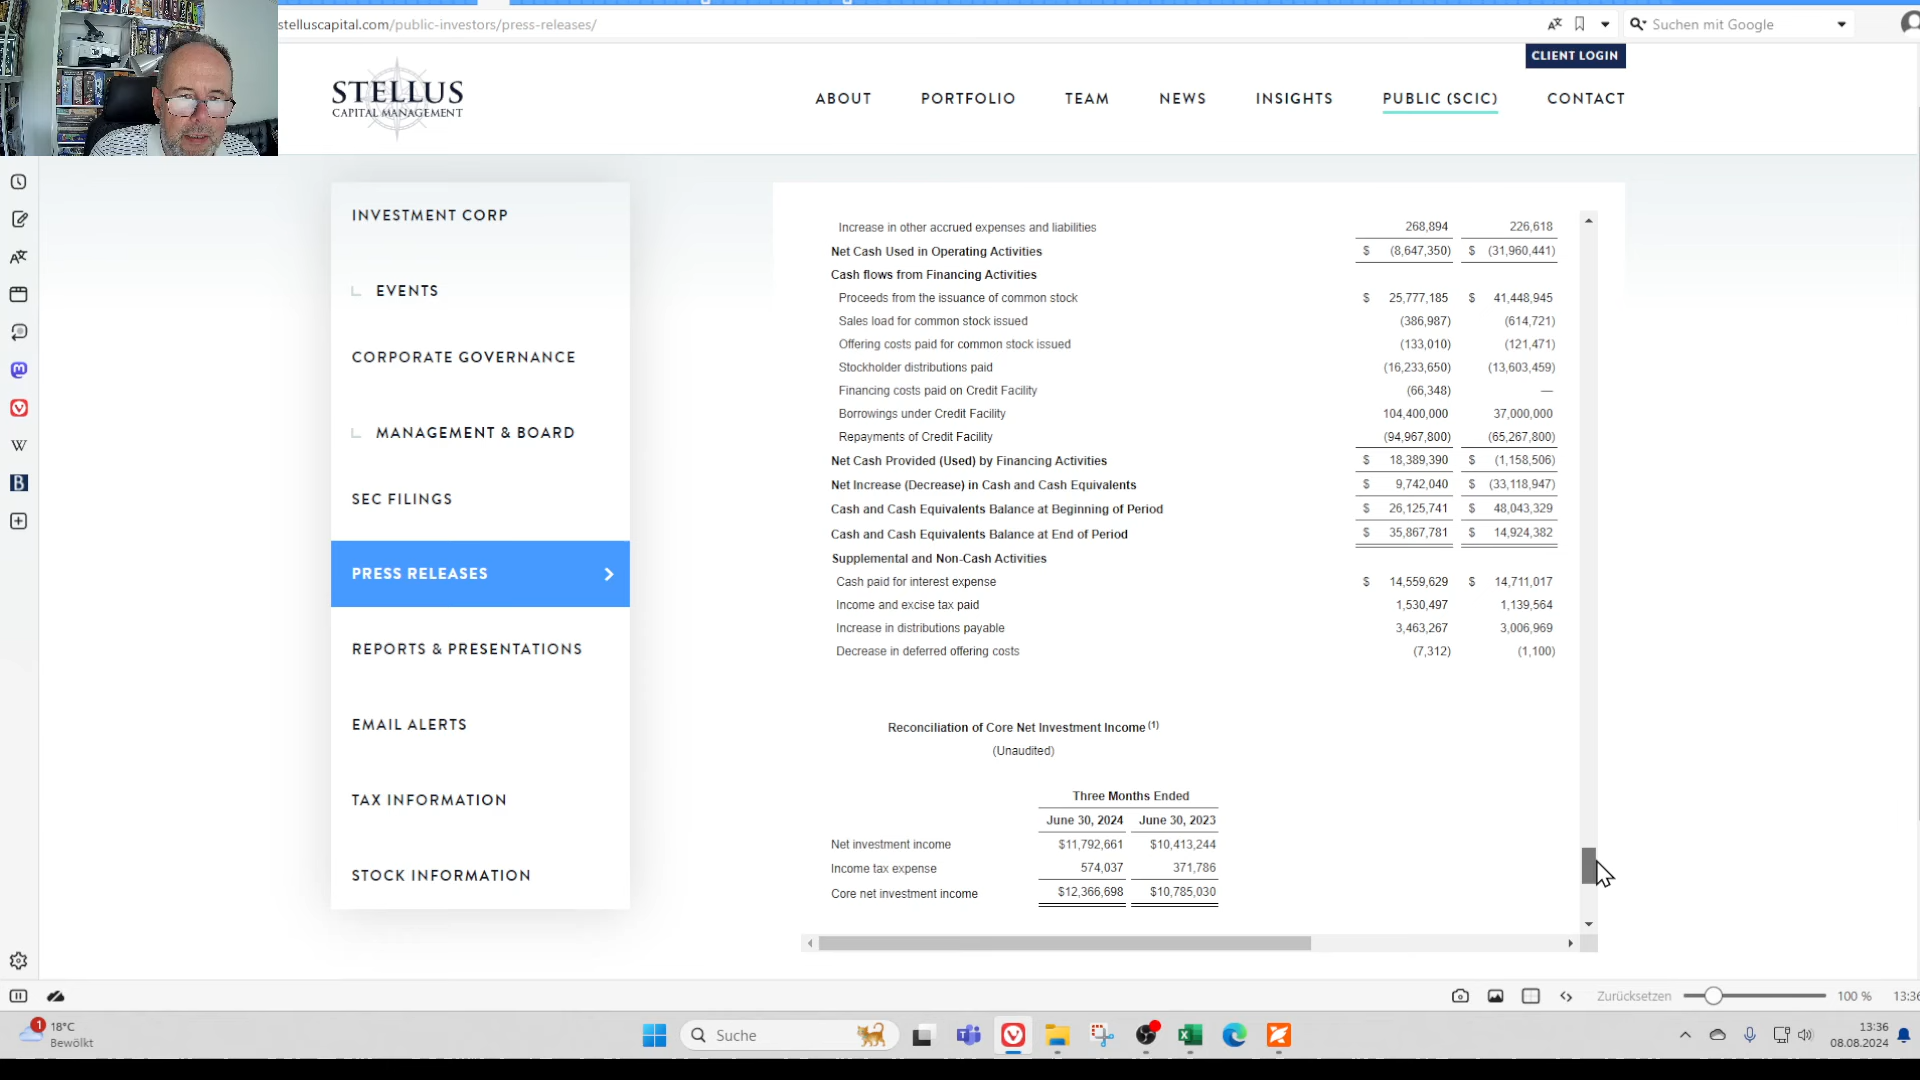 stelluscapital.com/public-investors/press-releases/
Suchen mit Google
CLIENT LOGIN
STELLUS
CAPITAL MANAGEMENT
ABOUT PORTFOLIO TEAM NEWS INSIGHTS PUBLIC (SCIC) CONTACT
INVESTMENT CORP
EVENTS
CORPORATE GOVERNANCE
MANAGEMENT & BOARD
SEC FILINGS
PRESS RELEASES
REPORTS & PRESENTATIONS
EMAIL ALERTS
TAX INFORMATION
STOCK INFORMATION
Increase in other accrued expenses and liabilities 268,894 226,618
Net Cash Used in Operating Activities $ (8,647,350) $ (31,960,441)
Cash flows from Financing Activities
Proceeds from the issuance of common stock $ 25,777,185 $ 41,448,945
Sales load for common stock issued (386,987) (614,721)
Offering costs paid for common stock issued (133,010) (121,471)
Stockholder distributions paid (16,233,650) (13,603,459)
Financing costs paid on Credit Facility (66,348) —
Borrowings under Credit Facility 104,400,000 37,000,000
Repayments of Credit Facility (94,967,800) (65,267,800)
Net Cash Provided (Used) by Financing Activities $ 18,389,390 $ (1,158,506)
Net Increase (Decrease) in Cash and Cash Equivalents $ 9,742,040 $ (33,118,947)
Cash and Cash Equivalents Balance at Beginning of Period $ 26,125,741 $ 48,043,329
Cash and Cash Equivalents Balance at End of Period $ 35,867,781 $ 14,924,382
Supplemental and Non-Cash Activities
Cash paid for interest expense $ 14,559,629 $ 14,711,017
Income and excise tax paid 1,530,497 1,139,564
Increase in distributions payable 3,463,267 3,006,969
Decrease in deferred offering costs (7,312) (1,100)
Reconciliation of Core Net Investment Income (1)
(Unaudited)
Three Months Ended
June 30, 2024 June 30, 2023
Net investment income $11,792,661 $10,413,244
Income tax expense 574,037 371,786
Core net investment income $12,366,698 $10,785,030
Zurücksetzen 100 % 13:36
1 18°C
Bewölkt
Suche
13:36
08.08.2024